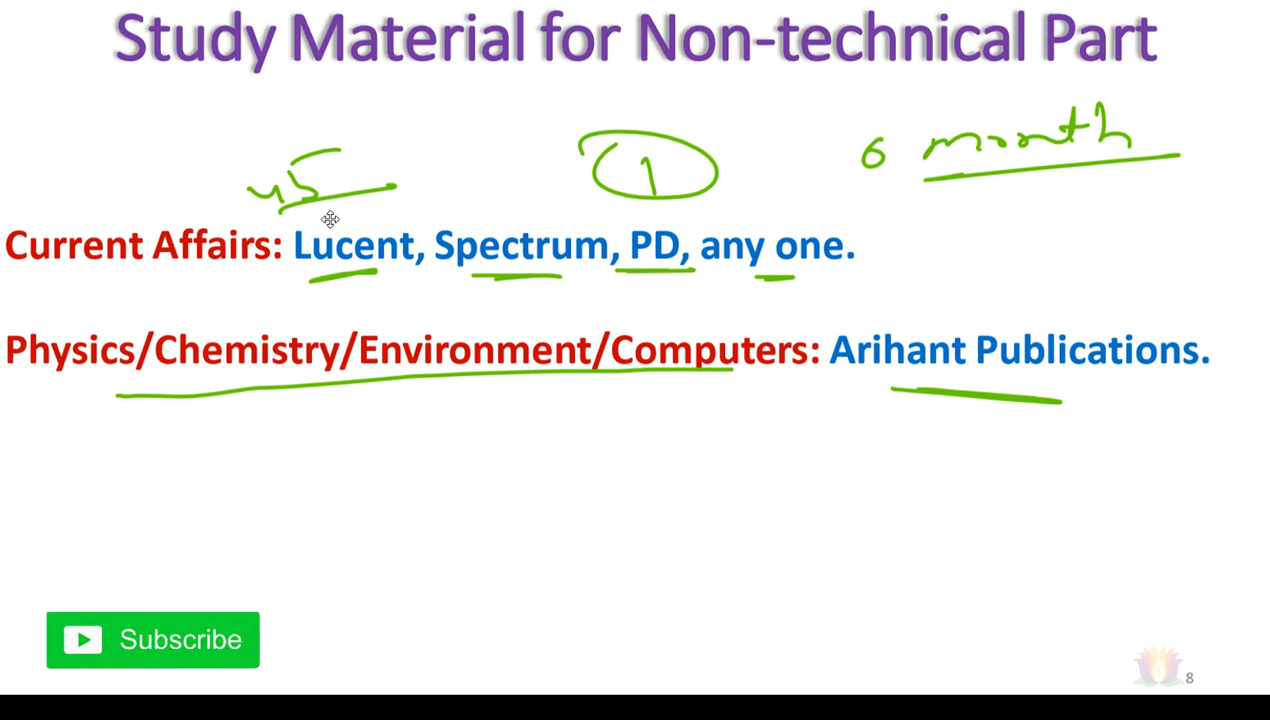 Study Material for Non-technical Part
45 1 6 month
Current Affairs: Lucent, Spectrum, PD, any one.
Physics/Chemistry/Environment/Computers: Arihant Publications.
Subscribe
8